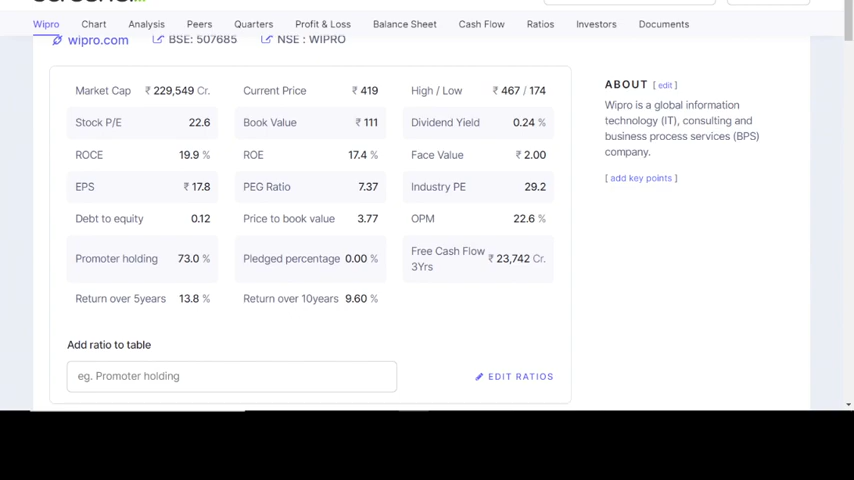 Wipro Chart Analysis Peers Quarters Profit & Loss Balance Sheet Cash Flow Ratios Investors Documents
wipro.com BSE: 507685 NSE : WIPRO
Market Cap ₹ 229,549 Cr. Current Price ₹ 419 High / Low ₹ 467 / 174
Stock P/E 22.6 Book Value ₹ 111 Dividend Yield 0.24 %
ROCE 19.9 % ROE 17.4 % Face Value ₹ 2.00
EPS ₹ 17.8 PEG Ratio 7.37 Industry PE 29.2
Debt to equity 0.12 Price to book value 3.77 OPM 22.6 %
Promoter holding 73.0 % Pledged percentage 0.00 % Free Cash Flow 3Yrs ₹ 23,742 Cr.
Return over 5years 13.8 % Return over 10years 9.60 %
Add ratio to table
eg. Promoter holding EDIT RATIOS
ABOUT [ edit ]
Wipro is a global information
technology (IT), consulting and
business process services (BPS)
company.
[ add key points ]